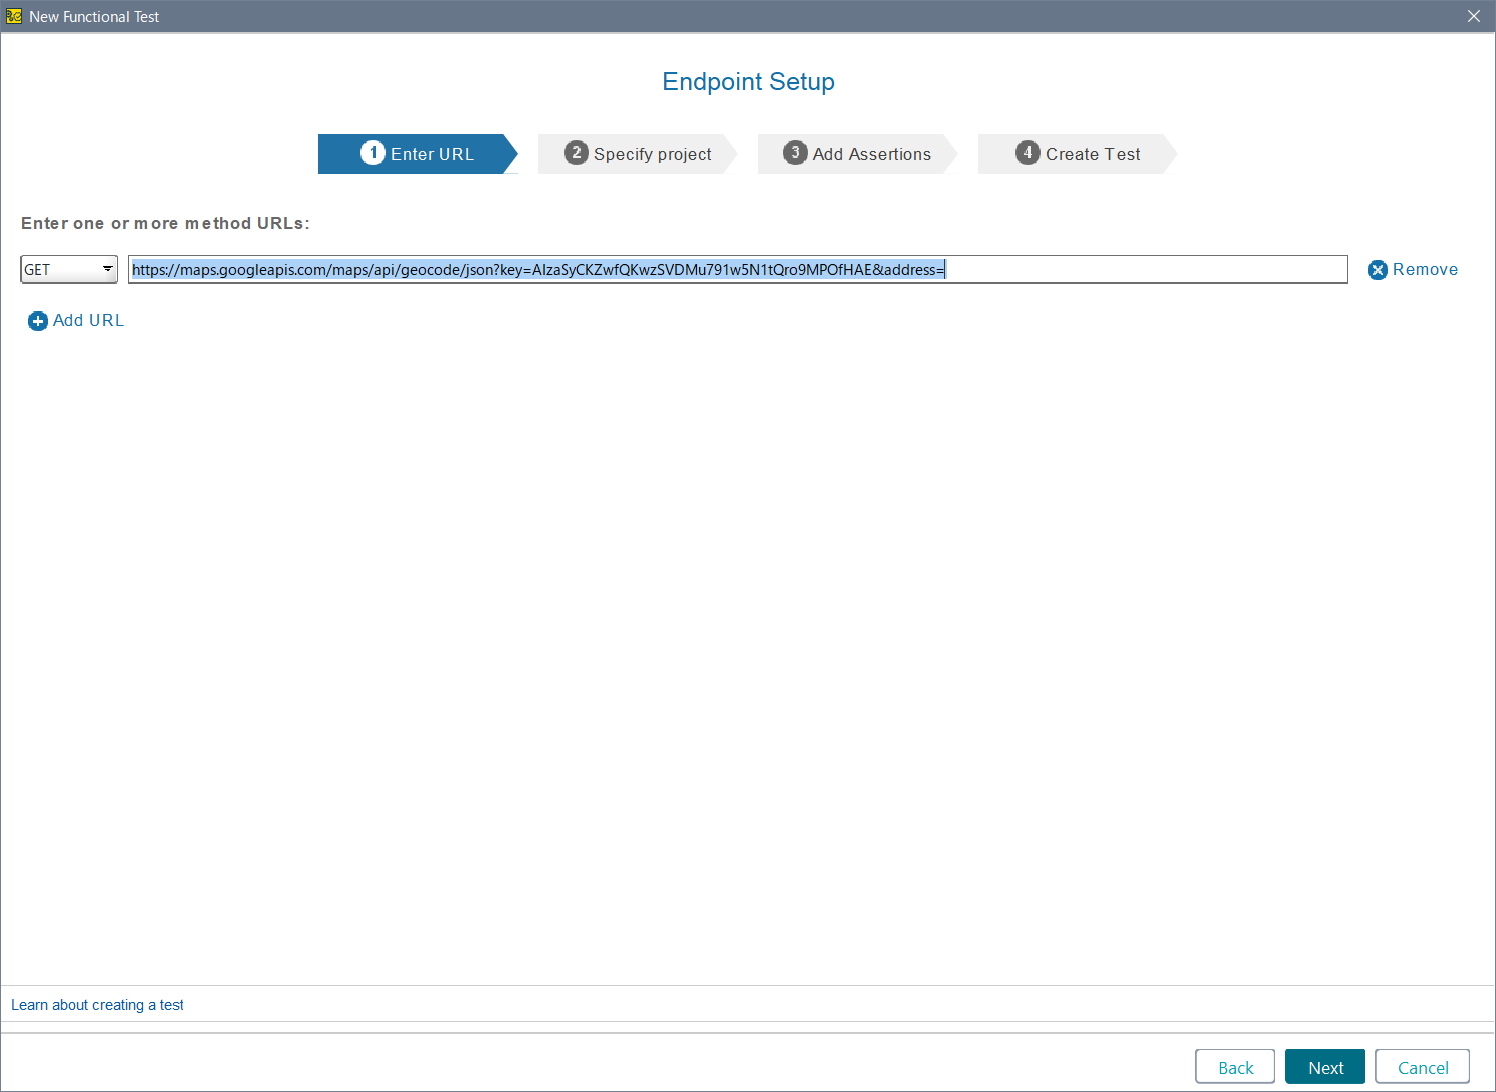 New Functional Test
Endpoint Setup
1 Enter URL
2 Specify project
3 Add Assertions
4 Create Test
Enter one or more method URLs:
GET
https://maps.googleapis.com/maps/api/geocode/json?key=AIzaSyCKZwfQKwzSVDMu791w5N1tQro9MPOfHAE&address=
Remove
Add URL
Learn about creating a test
Back
Next
Cancel